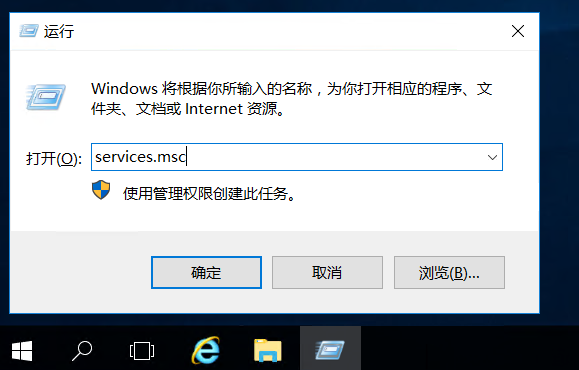 运行
Windows 将根据你所输入的名称，为你打开相应的程序、文
件夹、文档或 Internet 资源。
打开(O): services.msc
使用管理权限创建此任务。
确定 取消 浏览(B)...